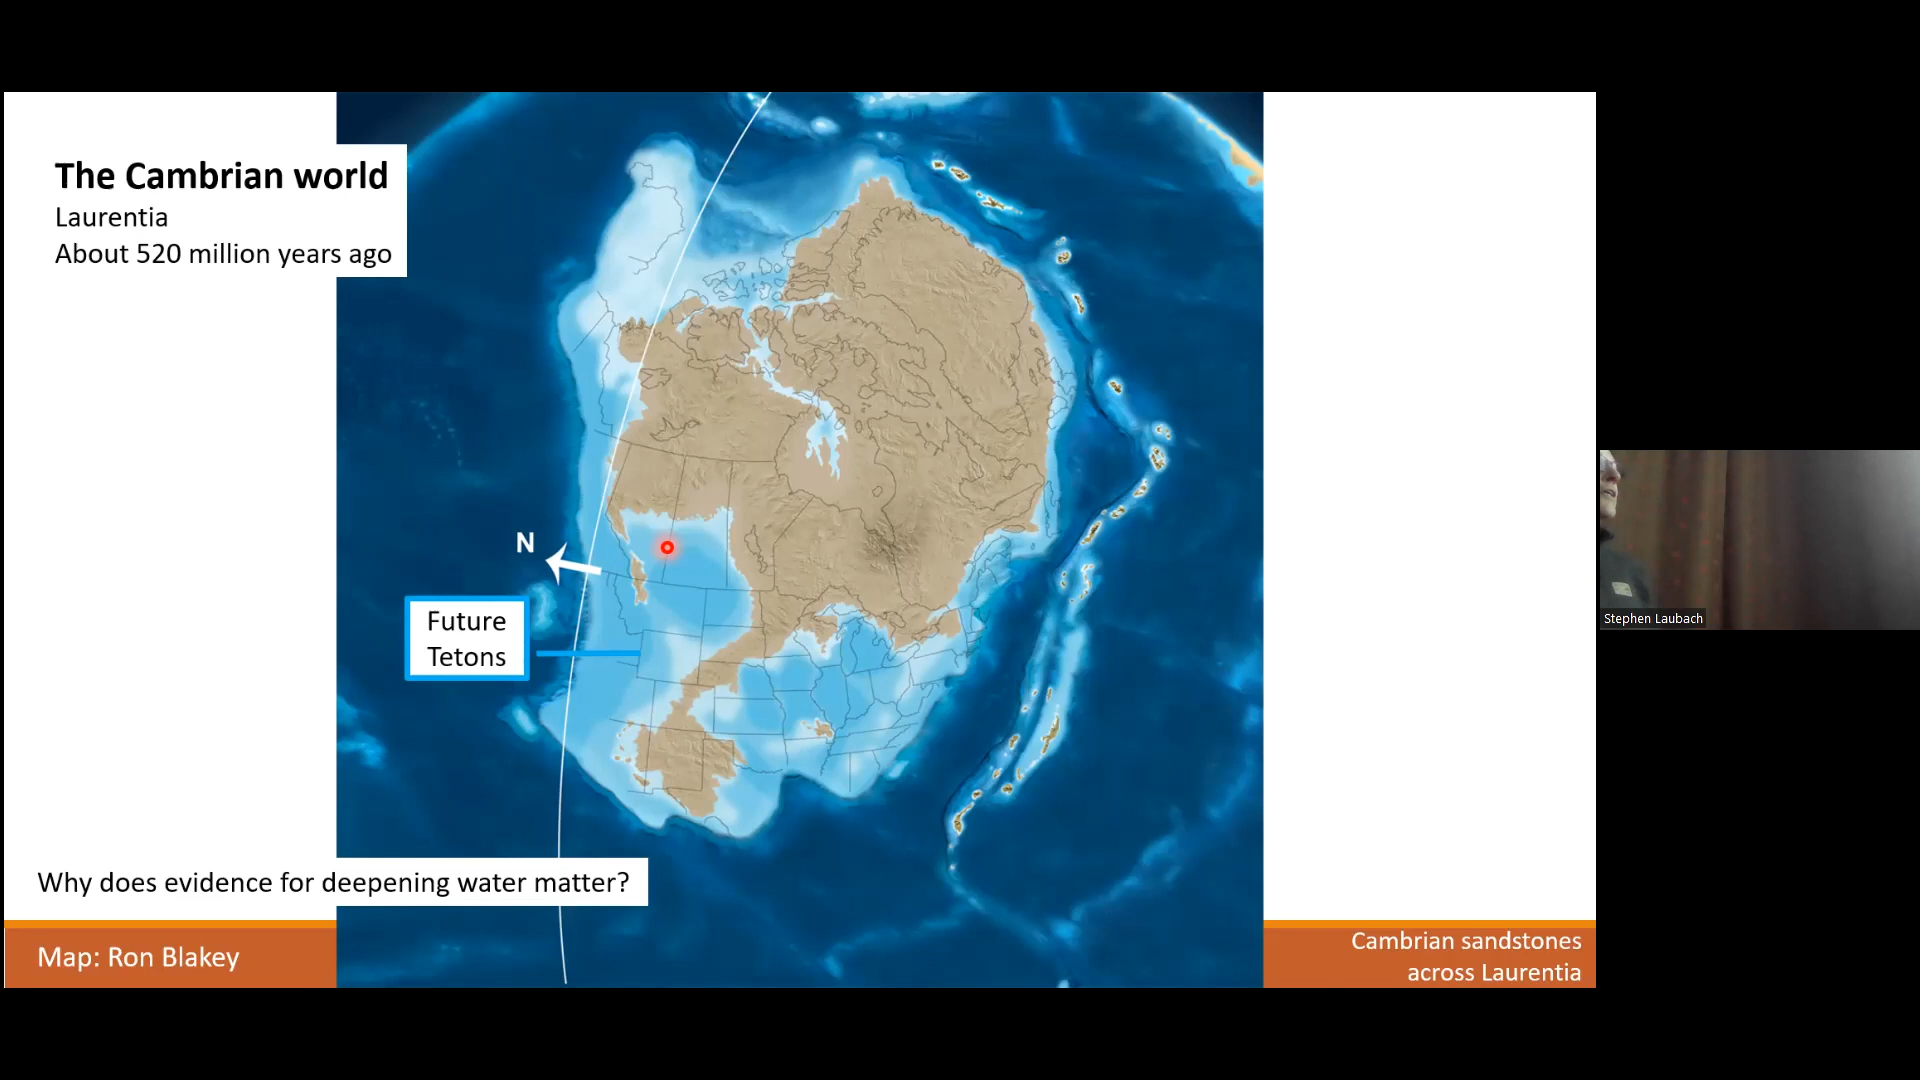 The Cambrian world
Laurentia
About 520 million years ago
N
Future
Tetons
Why does evidence for deepening water matter?
Map: Ron Blakey
Cambrian sandstones
across Laurentia
Stephen Laubach